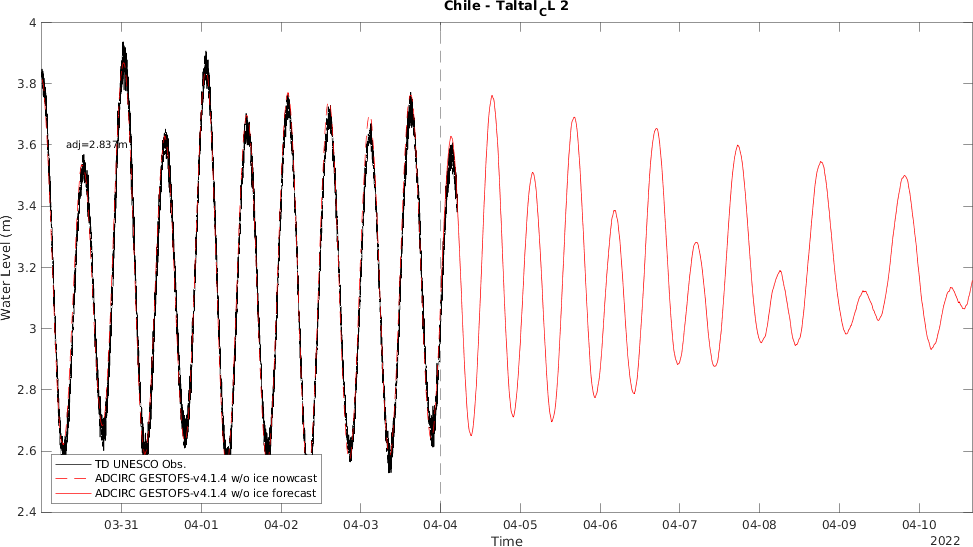 Chile - Taltal_CL 2
4
3.8
3.6
3.4
3.2
3
2.8
2.6
2.4
Water Level (m)
adj=2.837m
TD UNESCO Obs.
ADCIRC GESTOFS-v4.1.4 w/o ice nowcast
ADCIRC GESTOFS-v4.1.4 w/o ice forecast
03-31 04-01 04-02 04-03 04-04 04-05 04-06 04-07 04-08 04-09 04-10
Time
2022